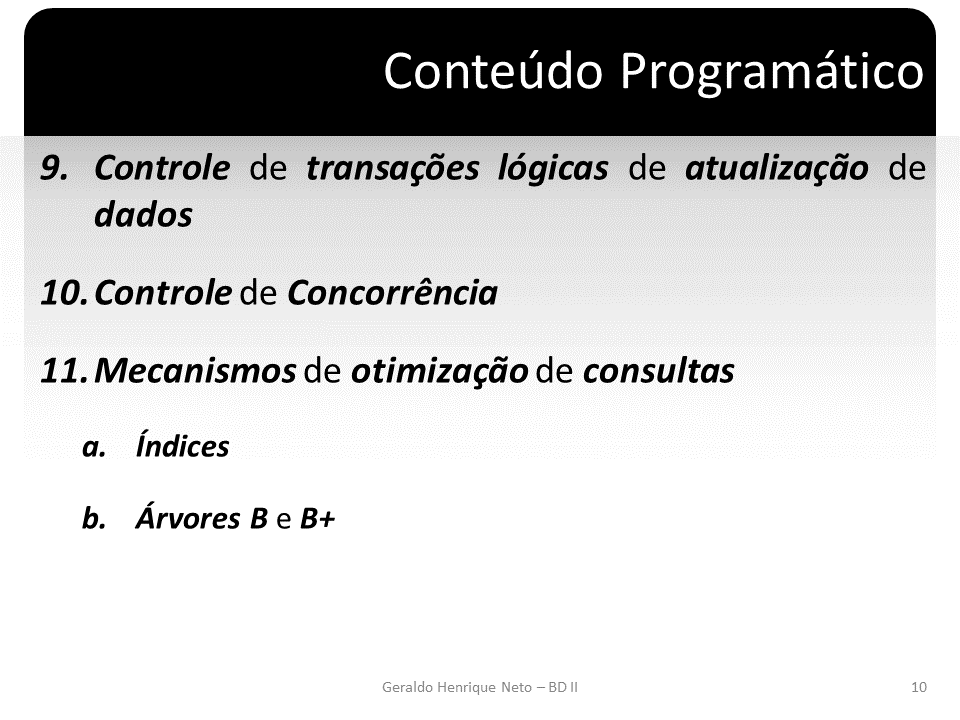 Conteúdo Programático
9. Controle de transações lógicas de atualização de
dados
10. Controle de Concorrência
11. Mecanismos de otimização de consultas
a. Índices
b. Árvores B e B+
Geraldo Henrique Neto – BD II
10